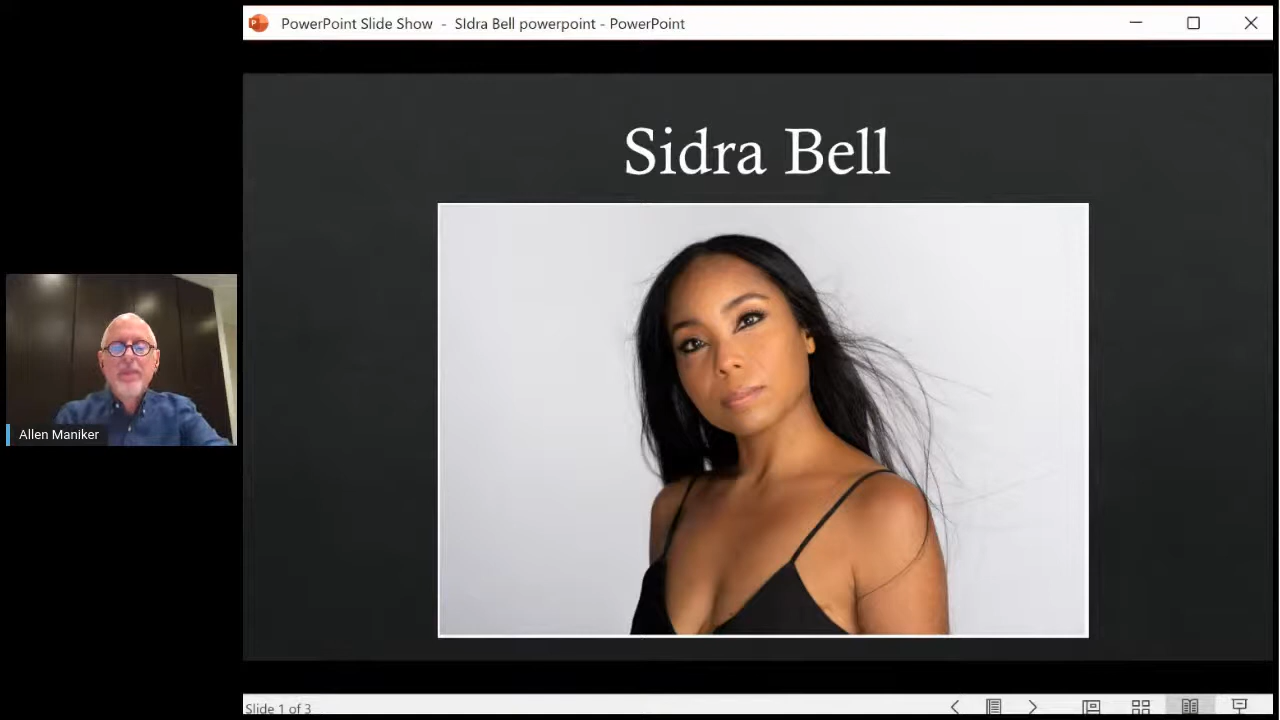 PowerPoint Slide Show - SIdra Bell powerpoint - PowerPoint
Sidra Bell
Allen Maniker
Slide 1 of 3